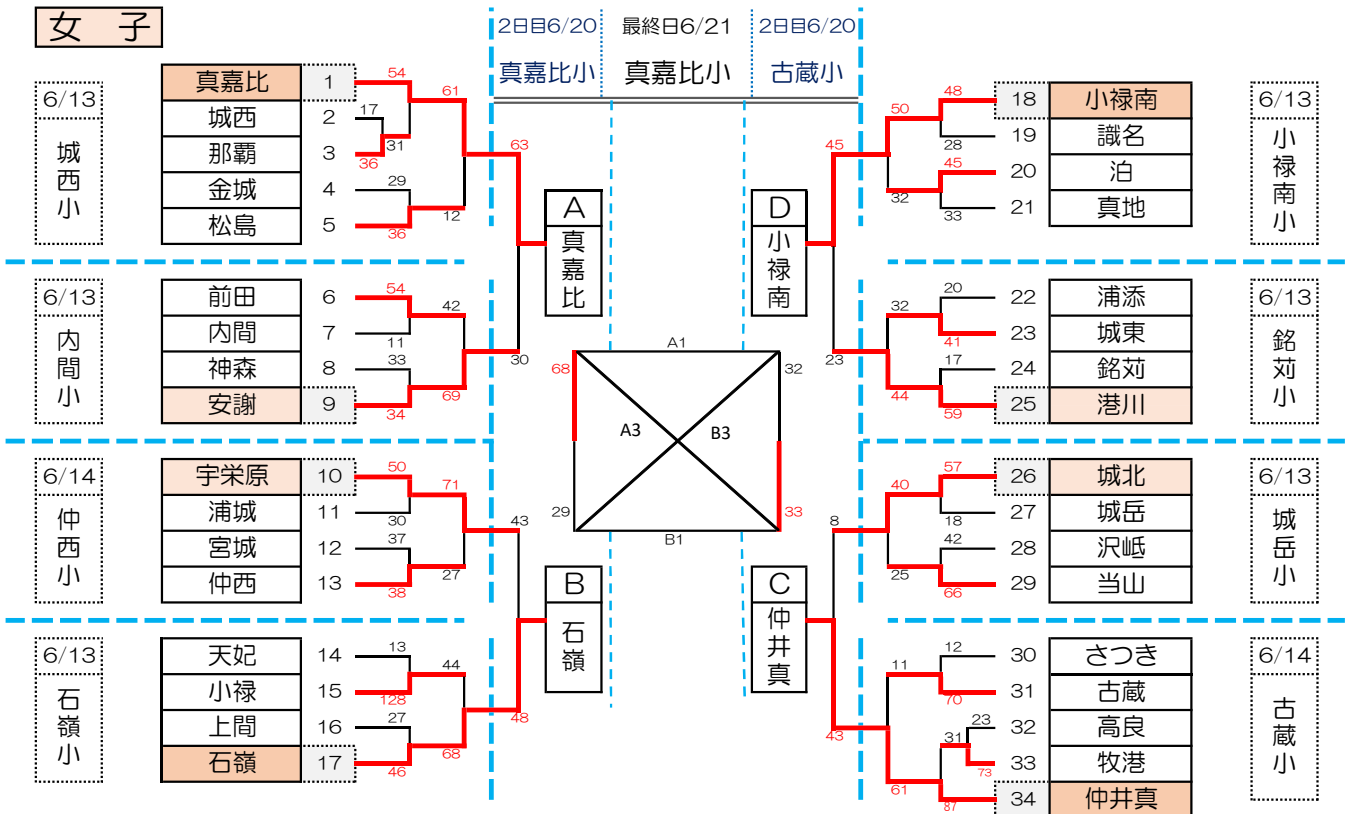 女 子
2日目6/20 最終日6/21 2日目6/20
真嘉比小 真嘉比小 古蔵小
6/13
城西小
真嘉比 1
城西 2
那覇 3
金城 4
松島 5
54
17
36
31
29
36
61
12
63
6/13
内間小
前田 6
内間 7
神森 8
安謝 9
54
11
33
34
42
69
30
6/14
仲西小
宇栄原 10
浦城 11
宮城 12
仲西 13
50
30
37
38
71
27
43
6/13
石嶺小
天妃 14
小禄 15
上間 16
石嶺 17
13
128
27
46
44
68
48
A
真嘉比
B
石嶺
D
小禄南
C
仲井真
A1
68
32
A3
B3
29
33
B1
6/13
小禄南小
18 小禄南
19 識名
20 泊
21 真地
48
28
45
33
50
32
45
6/13
銘苅小
22 浦添
23 城東
24 銘苅
25 港川
20
41
17
59
32
44
23
6/13
城岳小
26 城北
27 城岳
28 沢岻
29 当山
57
18
42
66
40
25
8
6/14
古蔵小
30 さつき
31 古蔵
32 高良
33 牧港
34 仲井真
12
70
23
73
31
87
11
61
43